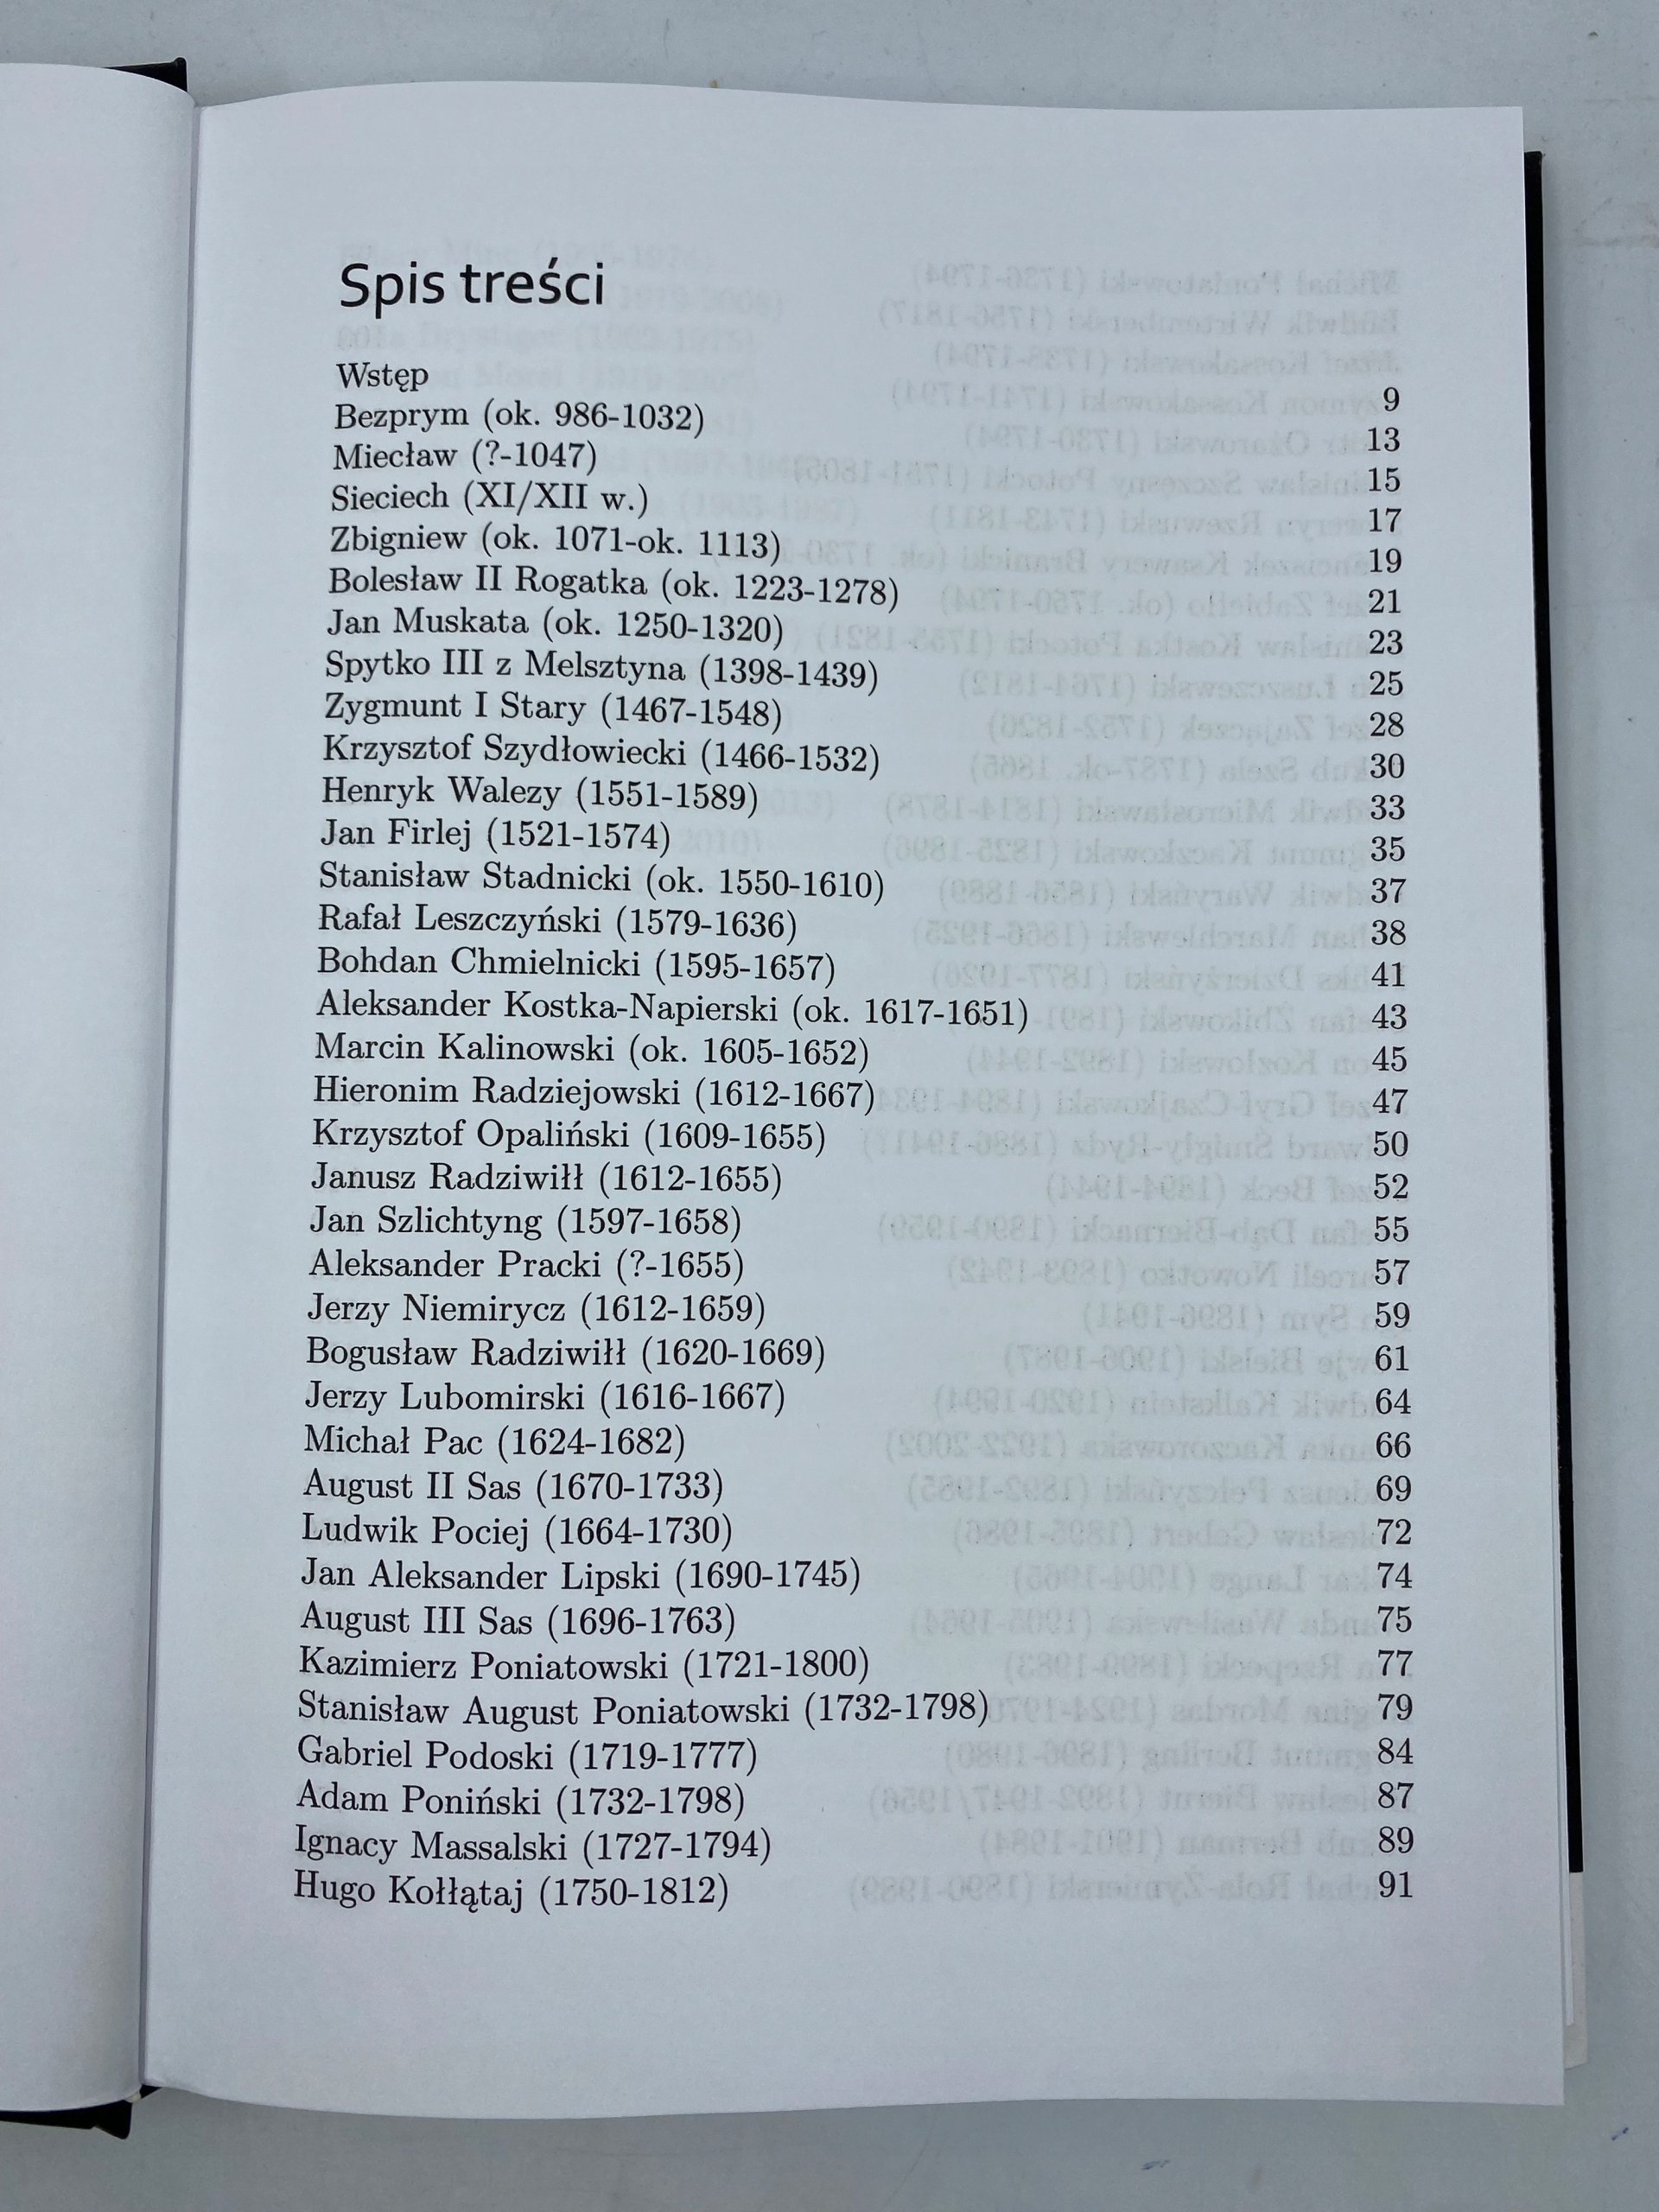 Spis treści
Wstęp 9
Bezprym (ok. 986-1032) 13
Miecław (?-1047) 15
Sieciech (XI/XII w.) 17
Zbigniew (ok. 1071-ok. 1113) 19
Bolesław II Rogatka (ok. 1223-1278) 21
Jan Muskata (ok. 1250-1320) 23
Spytko III z Melsztyna (1398-1439) 25
Zygmunt I Stary (1467-1548) 28
Krzysztof Szydłowiecki (1466-1532) 30
Henryk Walezy (1551-1589) 33
Jan Firlej (1521-1574) 35
Stanisław Stadnicki (ok. 1550-1610) 37
Rafał Leszczyński (1579-1636) 38
Bohdan Chmielnicki (1595-1657) 41
Aleksander Kostka-Napierski (ok. 1617-1651) 43
Marcin Kalinowski (ok. 1605-1652) 45
Hieronim Radziejowski (1612-1667) 47
Krzysztof Opaliński (1609-1655) 50
Janusz Radziwiłł (1612-1655) 52
Jan Szlichtyng (1597-1658) 55
Aleksander Pracki (?-1655) 57
Jerzy Niemirycz (1612-1659) 59
Bogusław Radziwiłł (1620-1669) 61
Jerzy Lubomirski (1616-1667) 64
Michał Pac (1624-1682) 66
August II Sas (1670-1733) 69
Ludwik Pociej (1664-1730) 72
Jan Aleksander Lipski (1690-1745) 74
August III Sas (1696-1763) 75
Kazimierz Poniatowski (1721-1800) 77
Stanisław August Poniatowski (1732-1798) 79
Gabriel Podoski (1719-1777) 84
Adam Poniński (1732-1798) 87
Ignacy Massalski (1727-1794) 89
Hugo Kołłątaj (1750-1812) 91